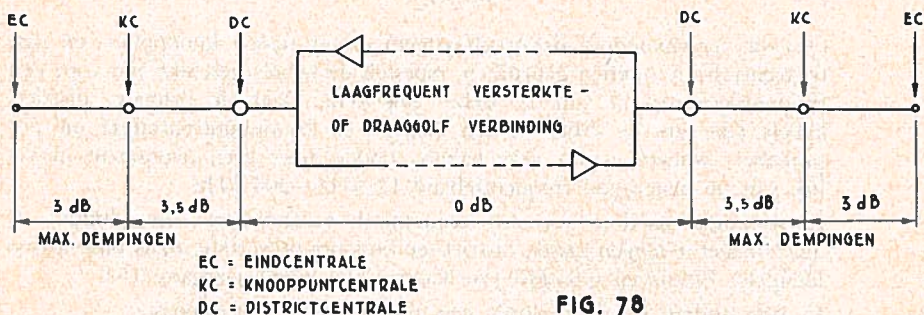 EC KC DC DC KC EC
LAAGFREQUENT VERSTERKTE -
OF DRAAGGOLF VERBINDING
3 dB 3,5 dB 0 dB 3,5 dB 3 dB
MAX. DEMPINGEN MAX. DEMPINGEN
EC = EINDCENTRALE
KC = KNOOPPUNTCENTRALE
DC = DISTRICTCENTRALE
FIG. 78